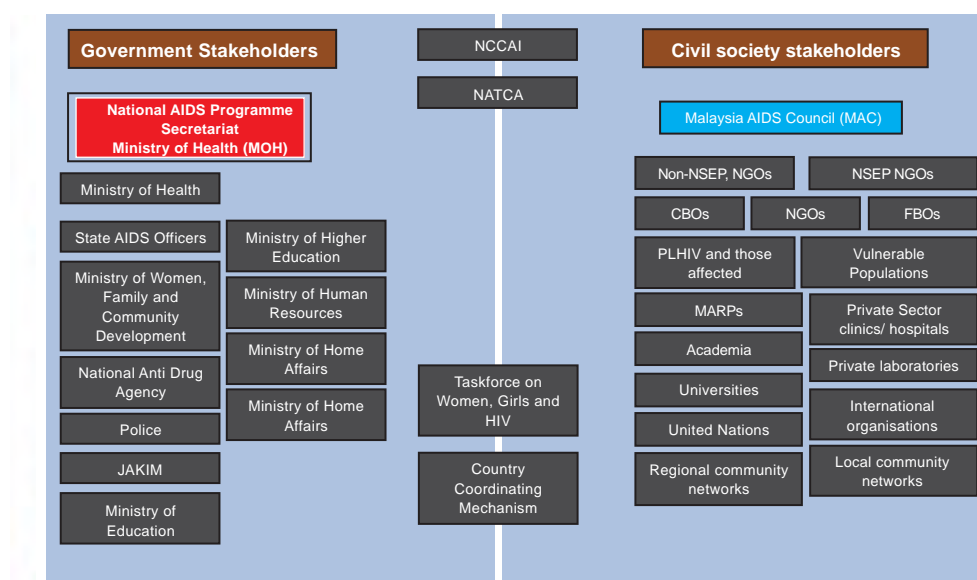 Government Stakeholders
National AIDS Programme
Secretariat
Ministry of Health (MOH)
Ministry of Health
State AIDS Officers
Ministry of Women,
Family and
Community
Development
National Anti Drug
Agency
Police
JAKIM
Ministry of
Education
Ministry of Higher
Education
Ministry of Human
Resources
Ministry of Home
Affairs
Ministry of Home
Affairs
NCCAI
NATCA
Taskforce on
Women, Girls and
HIV
Country
Coordinating
Mechanism
Civil society stakeholders
Malaysia AIDS Council (MAC)
Non-NSEP, NGOs
NSEP NGOs
CBOs
NGOs
FBOs
PLHIV and those
affected
Vulnerable
Populations
MARPs
Private Sector
clinics/ hospitals
Academia
Private laboratories
Universities
International
organisations
United Nations
Regional community
networks
Local community
networks